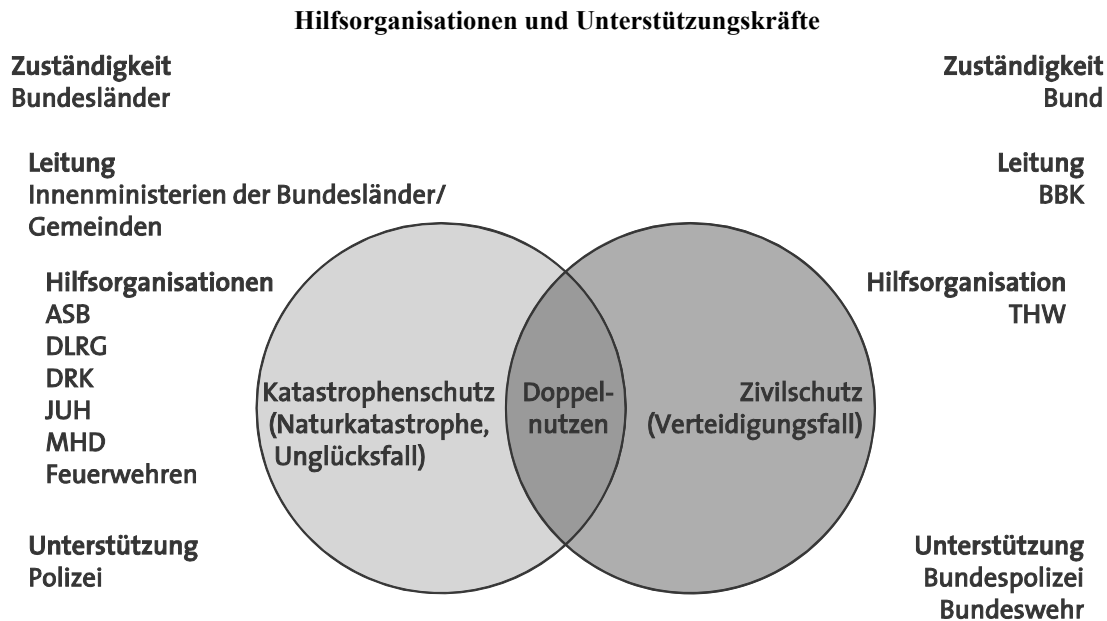 Hilfsorganisationen und Unterstützungskräfte
Zuständigkeit
Bundesländer
Zuständigkeit
Bund
Leitung
Innenministerien der Bundesländer/
Gemeinden
Leitung
BBK
Hilfsorganisationen
ASB
DLRG
DRK
JUH
MHD
Feuerwehren
Hilfsorganisation
THW
Katastrophenschutz
(Naturkatastrophe,
Unglücksfall)
Doppel-
nutzen
Zivilschutz
(Verteidigungsfall)
Unterstützung
Polizei
Unterstützung
Bundespolizei
Bundeswehr